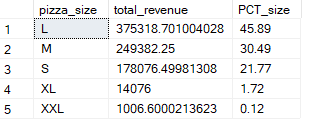 pizza_size total_revenue PCT_size
1 L 375318.701004028 45.89
2 M 249382.25 30.49
3 S 178076.49981308 21.77
4 XL 14076 1.72
5 XXL 1006.6000213623 0.12